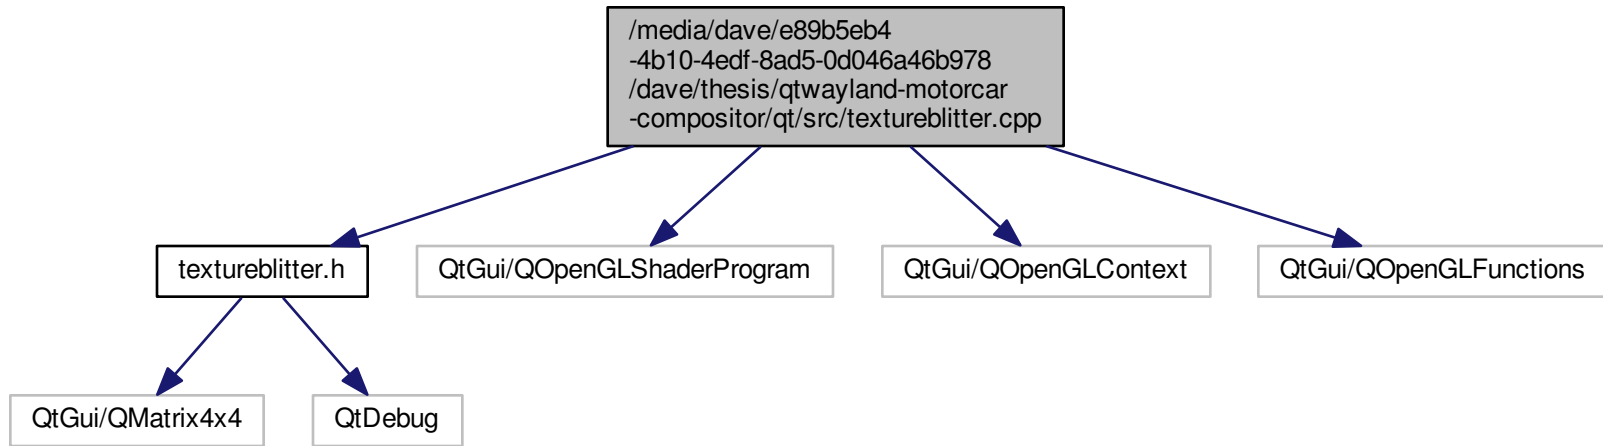 /media/dave/e89b5eb4
-4b10-4edf-8ad5-0d046a46b978
/dave/thesis/qtwayland-motorcar
-compositor/qt/src/textureblitter.cpp
textureblitter.h
QtGui/QOpenGLShaderProgram
QtGui/QOpenGLContext
QtGui/QOpenGLFunctions
QtGui/QMatrix4x4
QtDebug